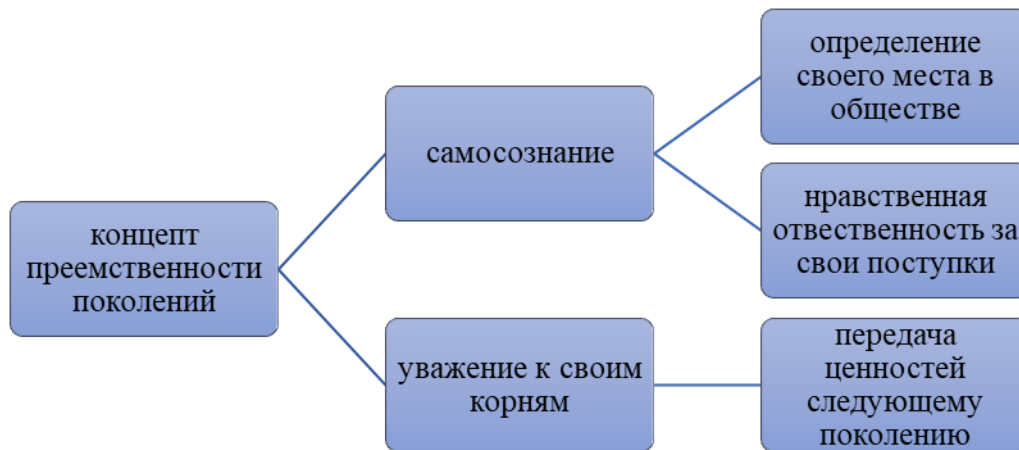 концепт
преемственности
поколений
самосознание
уважение к своим
корням
определение
своего места в
обществе
нравственная
отвественность за
свои поступки
передача
ценностей
следующему
поколению